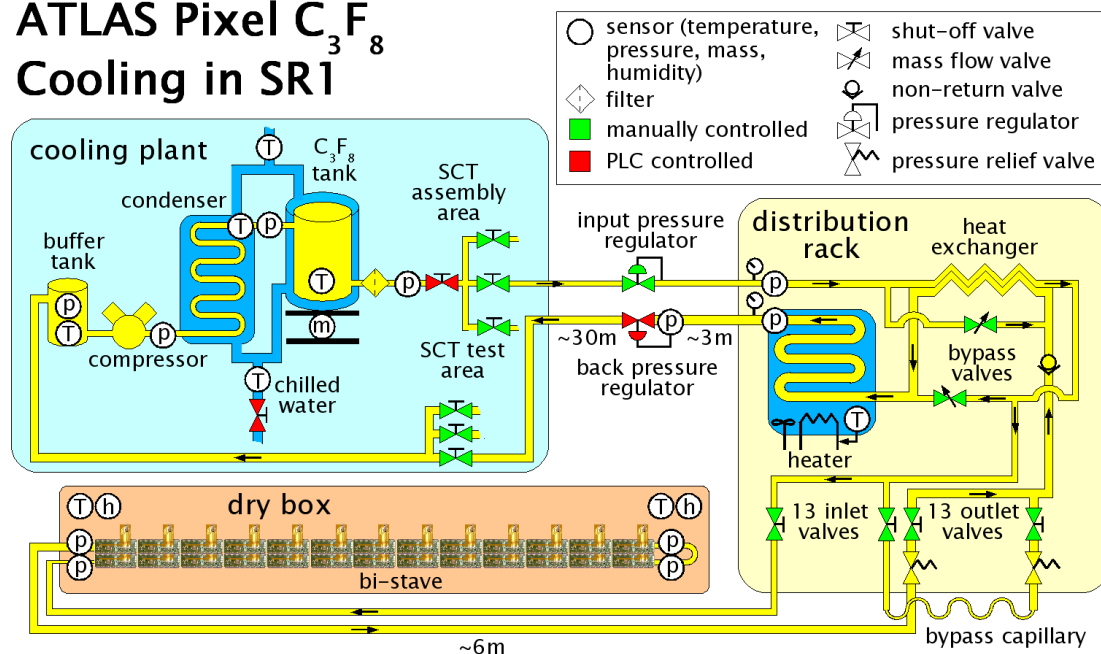 ATLAS Pixel C3F8
Cooling in SR1
sensor (temperature,
pressure, mass,
humidity)
filter
manually controlled
PLC controlled
shut-off valve
mass flow valve
non-return valve
pressure regulator
pressure relief valve
cooling plant
T
C3F8
tank
condenser
T
p
SCT
assembly
area
buffer
tank
p
T
compressor
p
T
m
p
SCT test
area
T
chilled
water
input pressure
regulator
~30m
p
~3m
back pressure
regulator
distribution
rack
heat
exchanger
p
p
bypass
valves
T
heater
13 inlet
valves
13 outlet
valves
dry box
T
h
T
h
p
p
p
p
bi-stave
~6m
bypass capillary